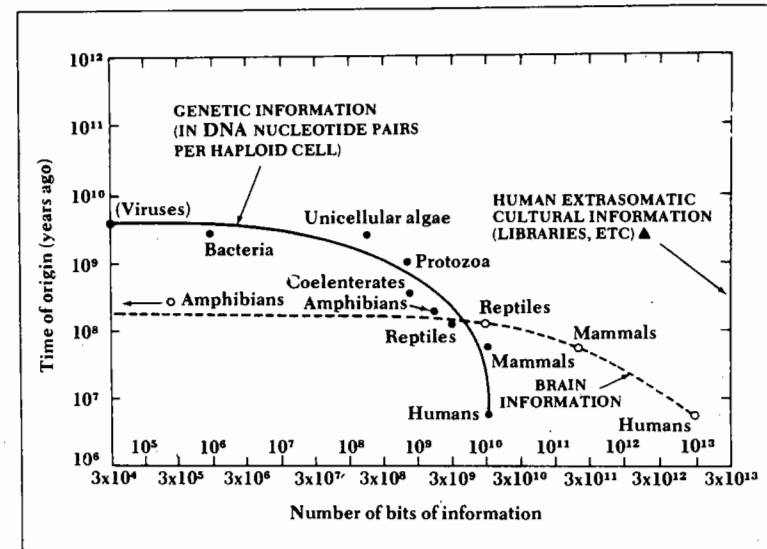 10¹²
10¹¹
10¹⁰
10⁹
10⁸
10⁷
10⁶
Time of origin (years ago)
GENETIC INFORMATION
(IN DNA NUCLEOTIDE PAIRS
PER HAPLOID CELL)
HUMAN EXTRASOMATIC
CULTURAL INFORMATION
(LIBRARIES, ETC) ▲
(Viruses)
Bacteria
Unicellular algae
Protozoa
Coelenterates
Amphibians
Amphibians
Reptiles
Reptiles
Mammals
Mammals
BRAIN
INFORMATION
Humans
Humans
10⁵ 10⁶ 10⁷ 10⁸ 10⁹ 10¹⁰ 10¹¹ 10¹² 10¹³
3x10⁴ 3x10⁵ 3x10⁶ 3x10⁷ 3x10⁸ 3x10⁹ 3x10¹⁰ 3x10¹¹ 3x10¹² 3x10¹³
Number of bits of information